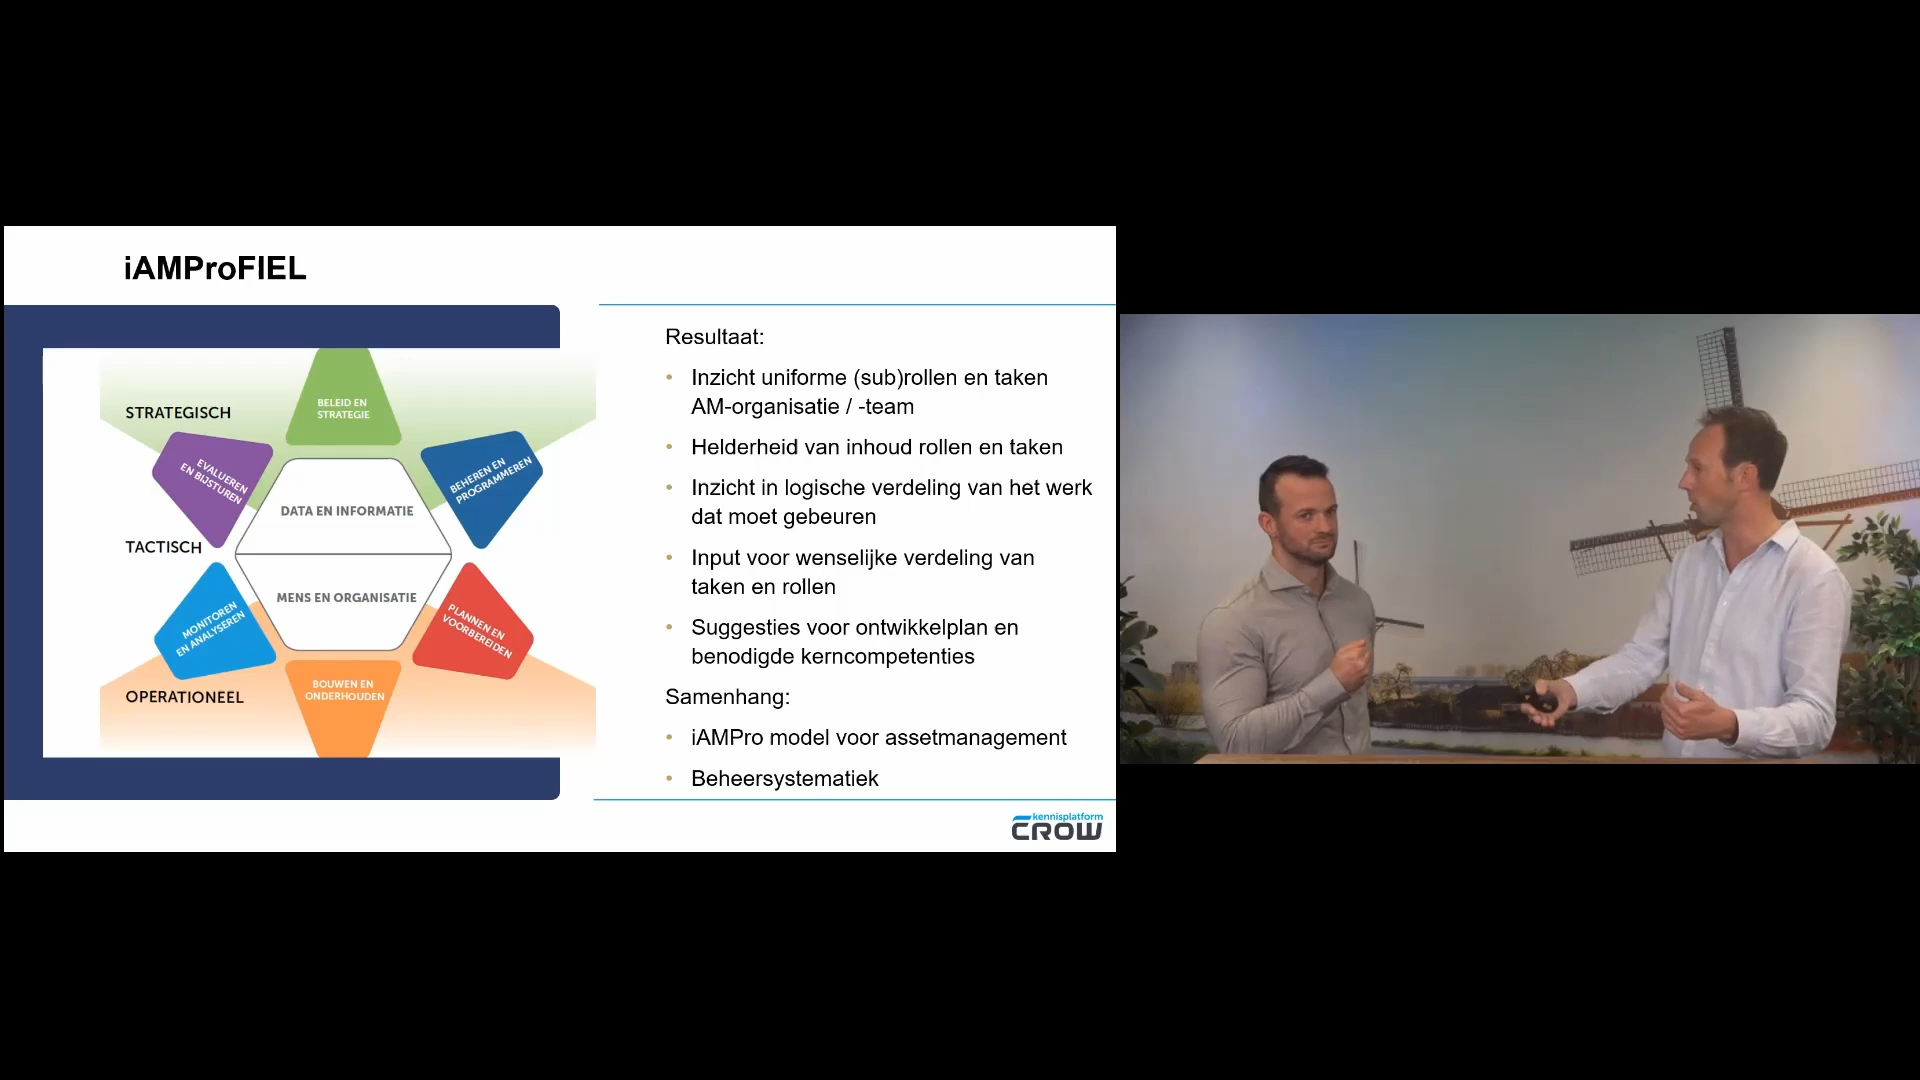 iAMProFIEL
STRATEGISCH
TACTISCH
OPERATIONEEL
BELEID EN
STRATEGIE
BEHEREN EN
PROGRAMMEREN
PLANNEN EN
VOORBEREIDEN
BOUWEN EN
ONDERHOUDEN
MONITOREN
EN ANALYSEREN
EVALUEREN
EN BIJSTUREN
DATA EN INFORMATIE
MENS EN ORGANISATIE
Resultaat:
• Inzicht uniforme (sub)rollen en taken
AM-organisatie / -team
• Helderheid van inhoud rollen en taken
• Inzicht in logische verdeling van het werk
dat moet gebeuren
• Input voor wenselijke verdeling van
taken en rollen
• Suggesties voor ontwikkelplan en
benodigde kerncompetenties
Samenhang:
• iAMPro model voor assetmanagement
• Beheersystematiek
kennisplatform
CROW